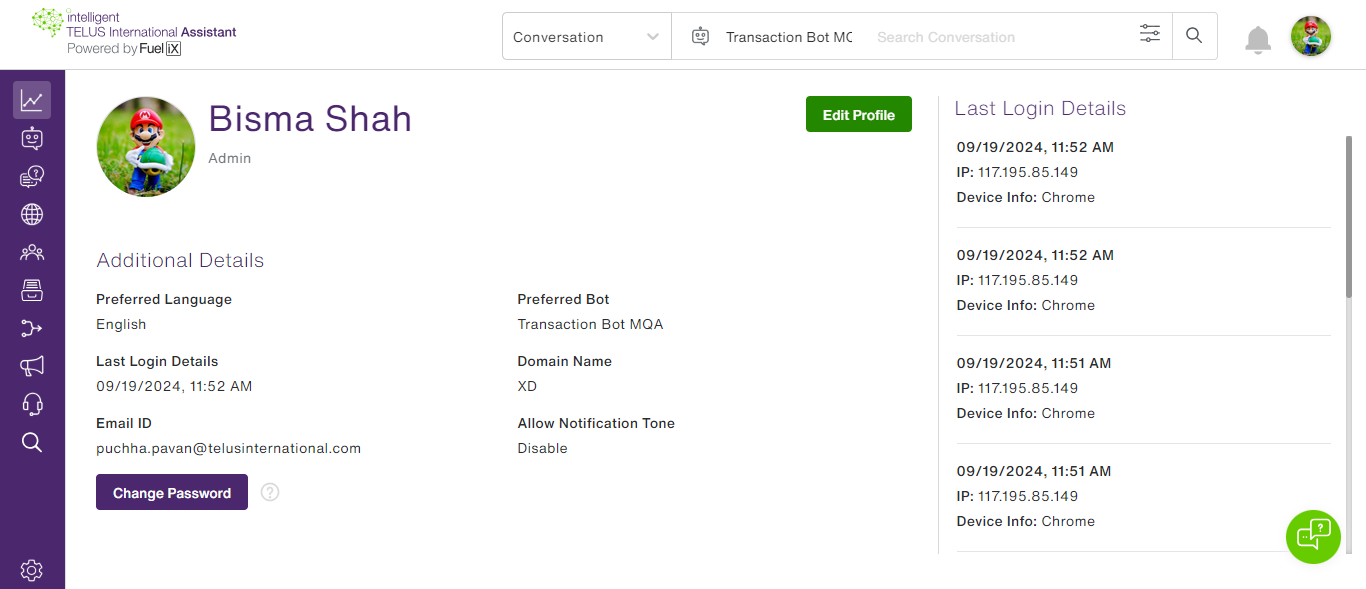 intelligent
TELUS International Assistant
Powered by Fuel iX
Conversation
Transaction Bot MC
Search Conversation
Bisma Shah
Admin
Edit Profile
Additional Details
Preferred Language
English
Preferred Bot
Transaction Bot MQA
Last Login Details
09/19/2024, 11:52 AM
Domain Name
XD
Email ID
puchha.pavan@telusinternational.com
Allow Notification Tone
Disable
Change Password
?
Last Login Details
09/19/2024, 11:52 AM
IP: 117.195.85.149
Device Info: Chrome
09/19/2024, 11:52 AM
IP: 117.195.85.149
Device Info: Chrome
09/19/2024, 11:51 AM
IP: 117.195.85.149
Device Info: Chrome
09/19/2024, 11:51 AM
IP: 117.195.85.149
Device Info: Chrome